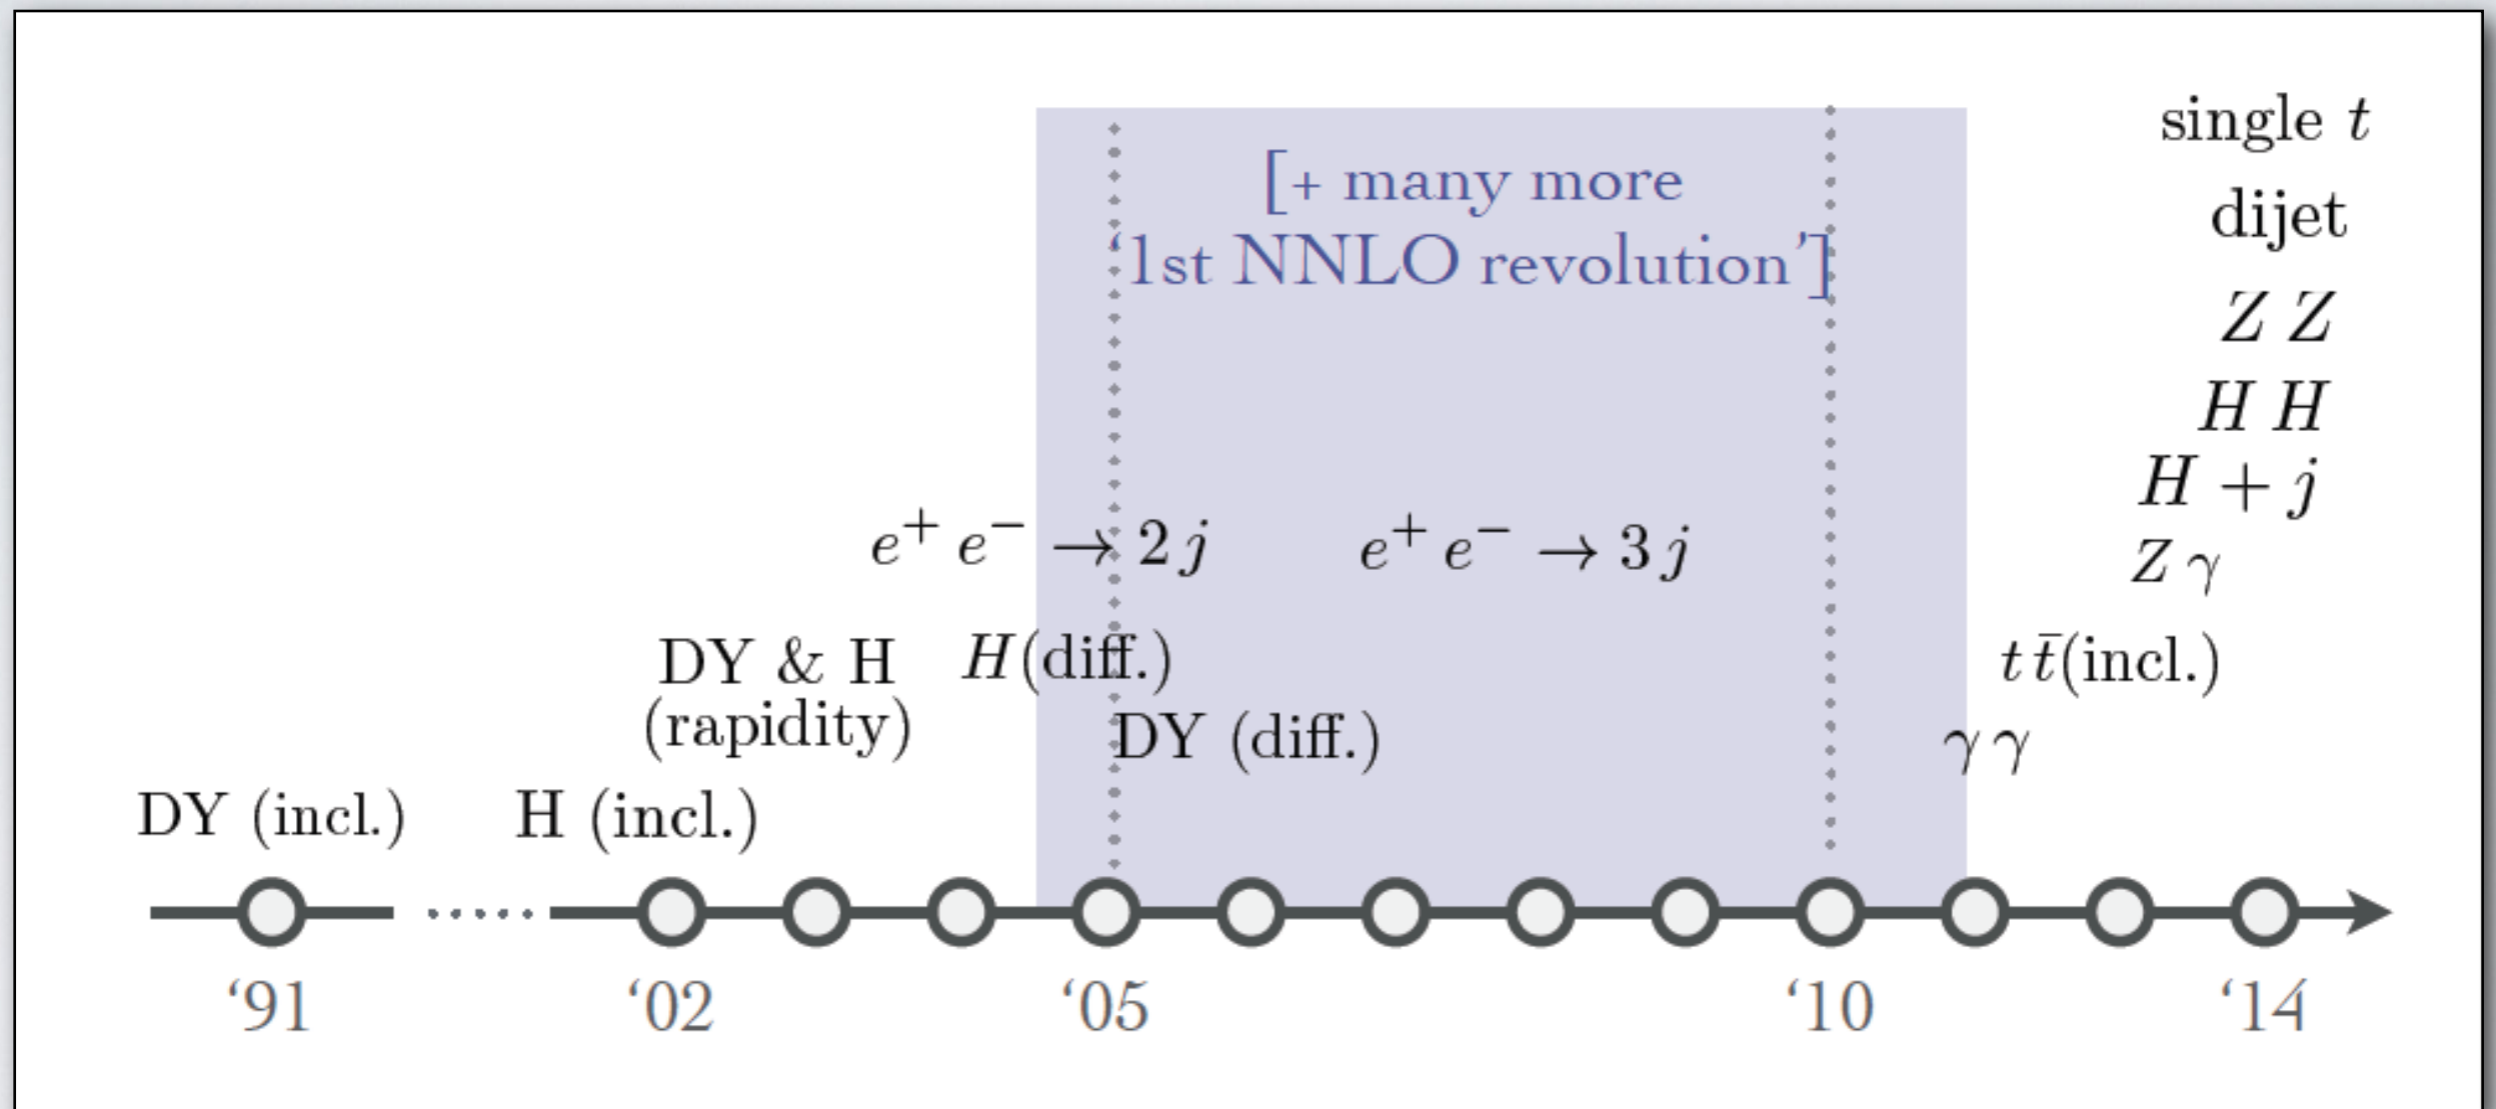 single t
[+ many more
‘1st NNLO revolution’]
dijet
Z Z
H H
H + j
e⁺ e⁻ → 2 j
e⁺ e⁻ → 3 j
Z γ
DY & H
(rapidity)
H(diff.)
t t̄(incl.)
DY (diff.)
γ γ
DY (incl.)
H (incl.)
‘91
‘02
‘05
‘10
‘14